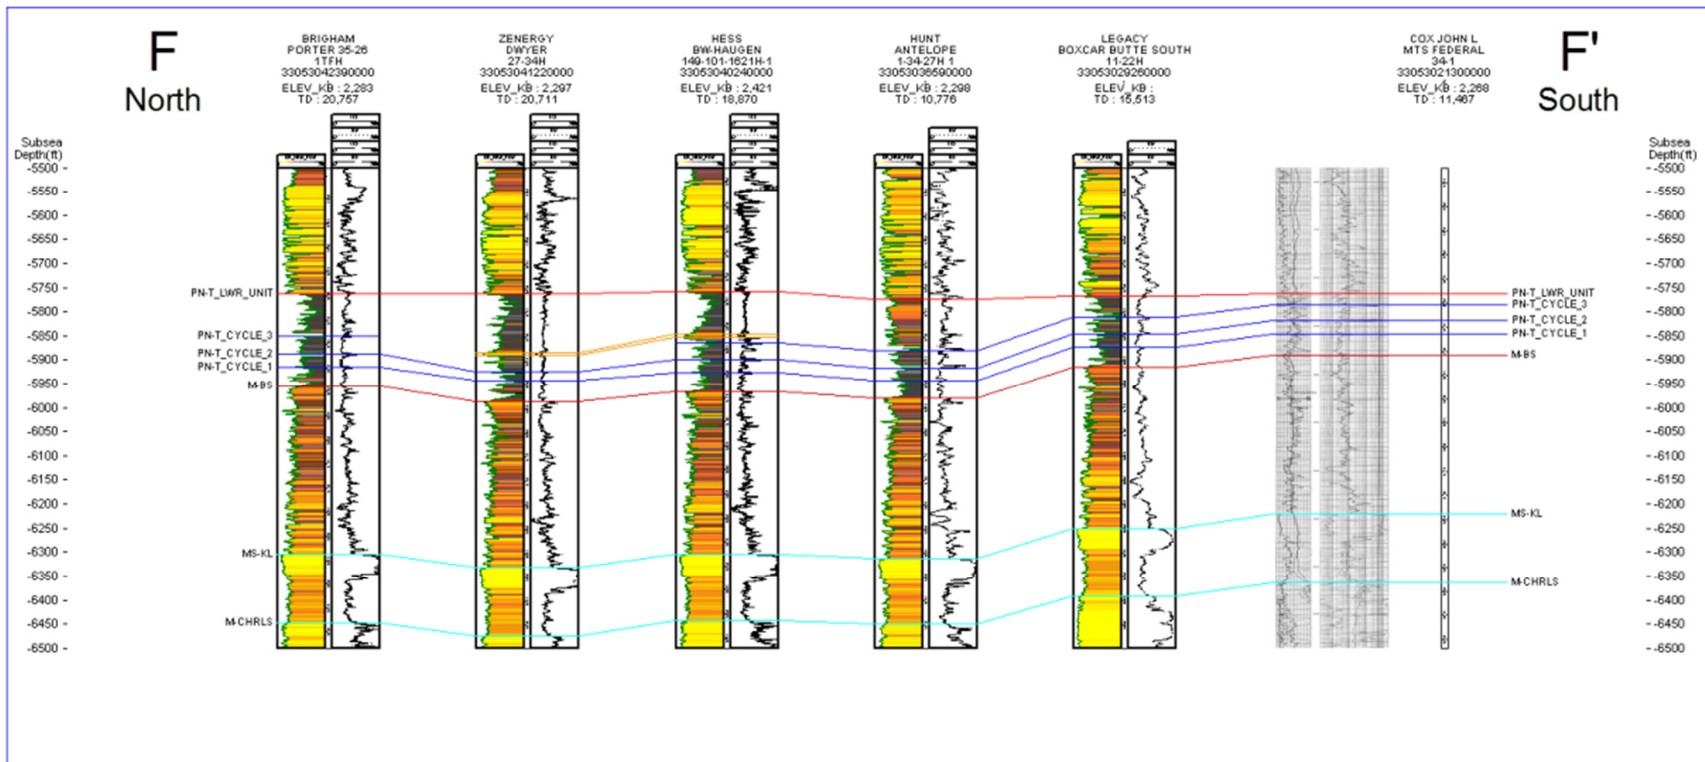 F
North
BRIGHAM
PORTER 35-26
1TFH
33053042390000
ELEV_KB : 2,283
TD : 20,757
ZENERGY
DWYER
27-34H
33053041220000
ELEV_KB : 2,297
TD : 20,711
HESS
BW-HAUGEN
149-101-1621H-1
33053040240000
ELEV_KB : 2,421
TD : 18,870
HUNT
ANTELOPE
1-34-27H 1
33053036590000
ELEV_KB : 2,298
TD : 10,776
LEGACY
BOXCAR BUTTE SOUTH
11-22H
33053029260000
ELEV_KB :
TD : 15,513
COX JOHN L
MTS FEDERAL
34-1
33053021300000
ELEV_KB : 2,268
TD : 11,467
F'
South
Subsea
Depth(ft)
-5500 -
-5550 -
-5600 -
-5650 -
-5700 -
-5750 -
-5800 -
-5850 -
-5900 -
-5950 -
-6000 -
-6050 -
-6100 -
-6150 -
-6200 -
-6250 -
-6300 -
-6350 -
-6400 -
-6450 -
-6500 -
PN-T_LWR_UNIT
PN-T_CYCLE_3
PN-T_CYCLE_2
PN-T_CYCLE_1
M-BS
MS-KL
M-CHRLS
PN-T_LWR_UNIT
PN-T_CYCLE_3
PN-T_CYCLE_2
PN-T_CYCLE_1
M-BS
MS-KL
M-CHRLS
Subsea
Depth(ft)
- -5500
- -5550
- -5600
- -5650
- -5700
- -5750
- -5800
- -5850
- -5900
- -5950
- -6000
- -6050
- -6100
- -6150
- -6200
- -6250
- -6300
- -6350
- -6400
- -6450
- -6500